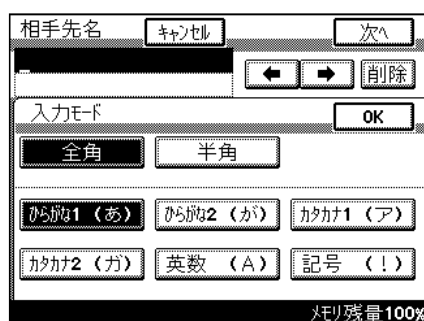 相手先名 ｷｬﾝｾﾙ 次へ
← → 削除
入力ﾓｰﾄﾞ OK
全角 半角
ひらがな1 (あ) ひらがな2 (が) ｶﾀｶﾅ1 (ア)
ｶﾀｶﾅ2 (ガ) 英数 (A) 記号 (!)
ﾒﾓﾘ残量100%